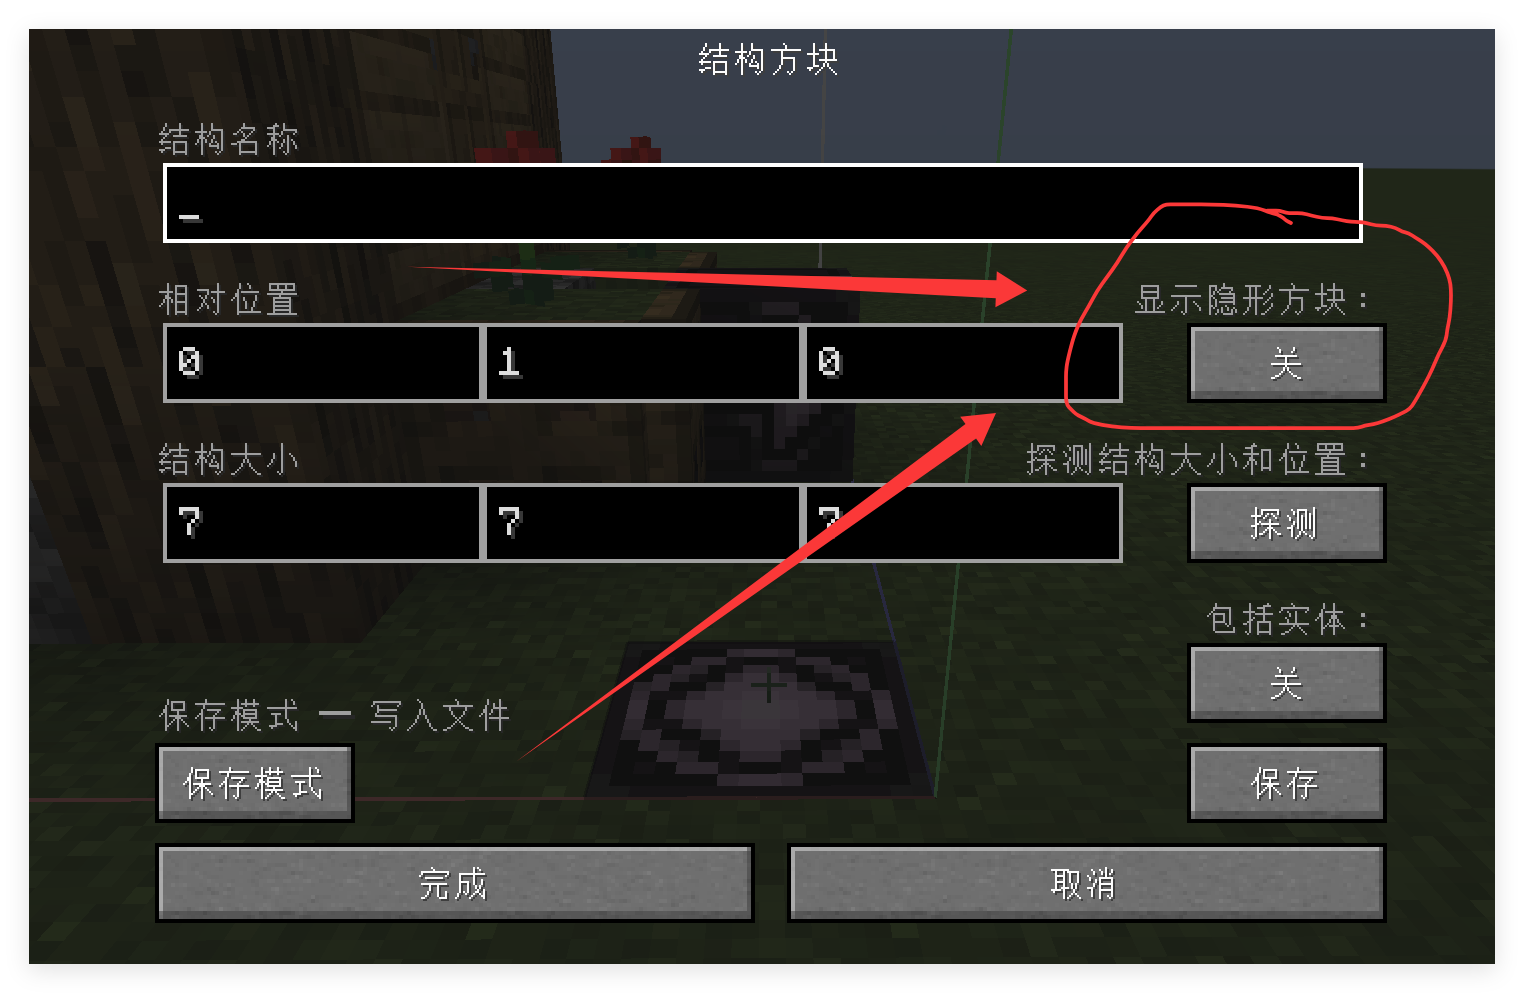 结构方块
结构名称
_
相对位置
显示隐形方块：
0 1 0
关
结构大小
探测结构大小和位置：
7 7 7
探测
包括实体：
关
保存模式 — 写入文件
保存模式
保存
完成
取消